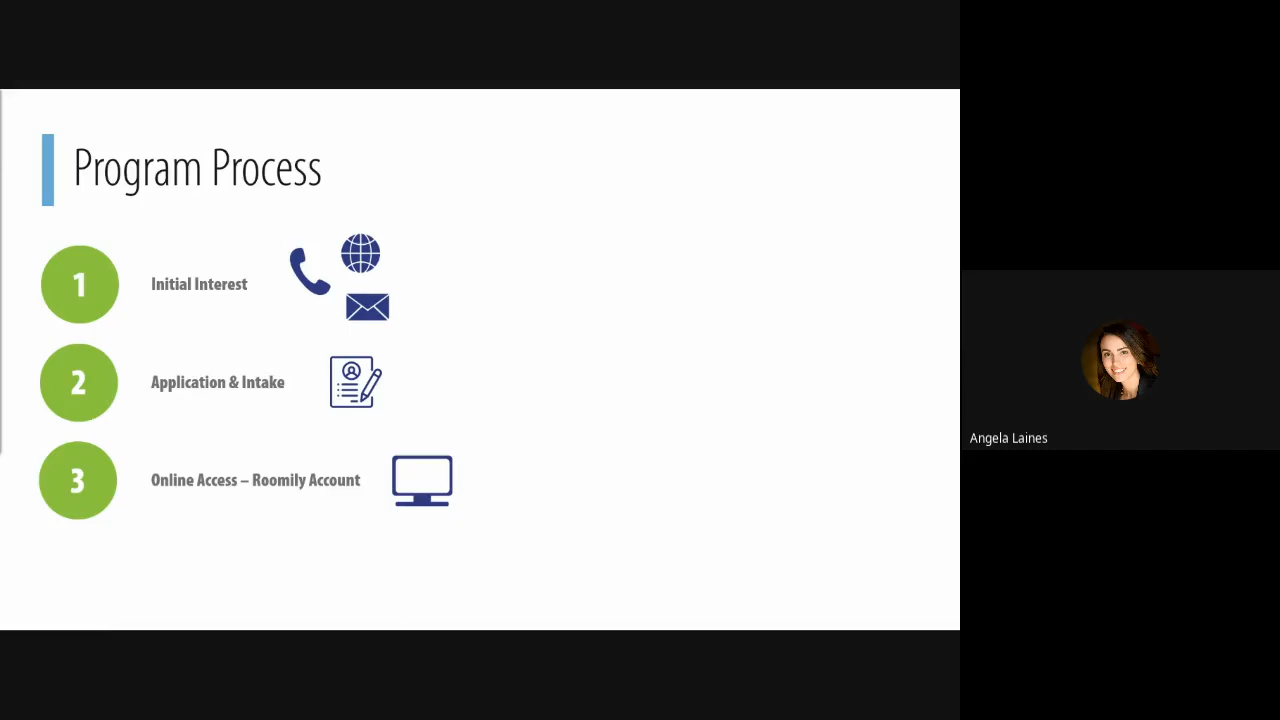 Program Process
1
Initial Interest
2
Application & Intake
3
Online Access – Roomily Account
Angela Laines